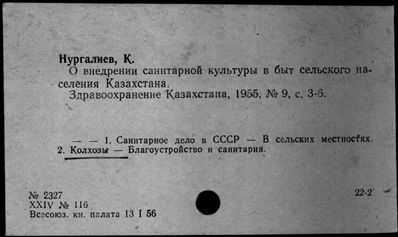 Нургалиев, К.
О внедрении санитарной культуры в быт сельского на-
селения Казахстана.
Здравоохранение Казахстана, 1955, № 9, с. 3-6.
— — 1. Санитарное дело в СССР — В сельских местностях.
2. Колхозы — Благоустройство и санитария.
№ 2327
22-2
XXIV № 116
Всесоюз. кн. палата 13 I 56